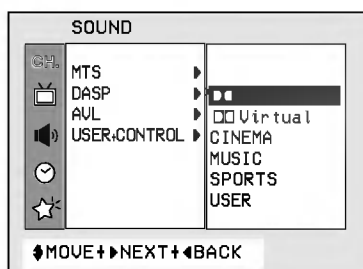 SOUND
CH.
MTS
DASP
AVL
USER+CONTROL
Virtual
CINEMA
MUSIC
SPORTS
USER
MOVE+NEXT+BACK